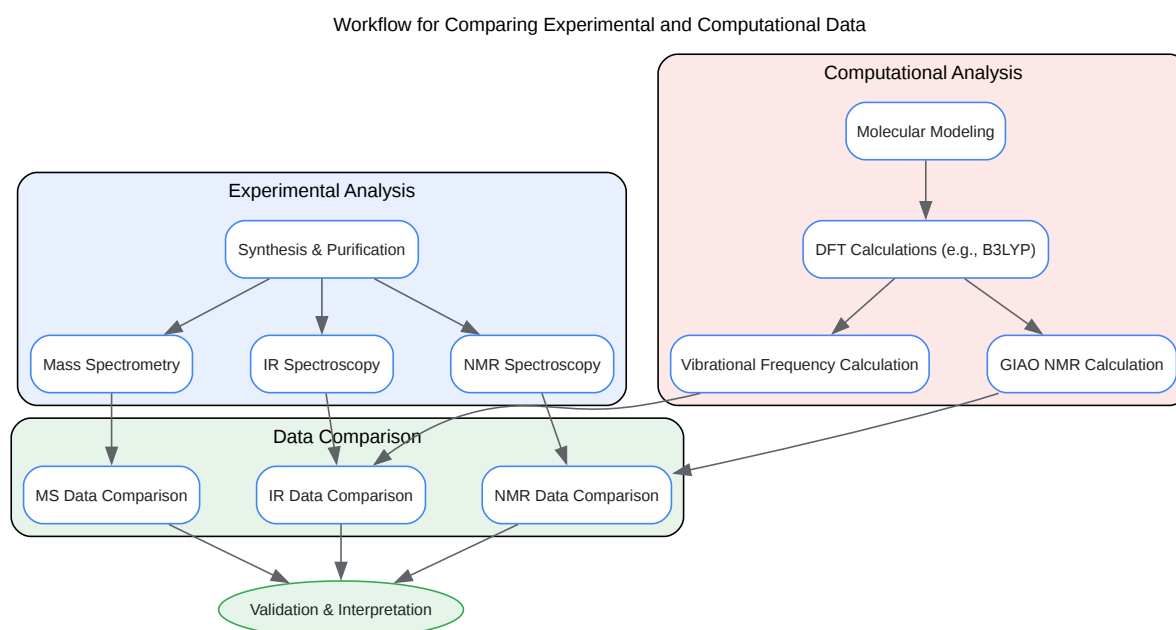 Workflow for Comparing Experimental and Computational Data
Computational Analysis
Molecular Modeling
Experimental Analysis
Synthesis & Purification
DFT Calculations (e.g., B3LYP)
Mass Spectrometry
IR Spectroscopy
NMR Spectroscopy
Vibrational Frequency Calculation
GIAO NMR Calculation
Data Comparison
MS Data Comparison
IR Data Comparison
NMR Data Comparison
Validation & Interpretation